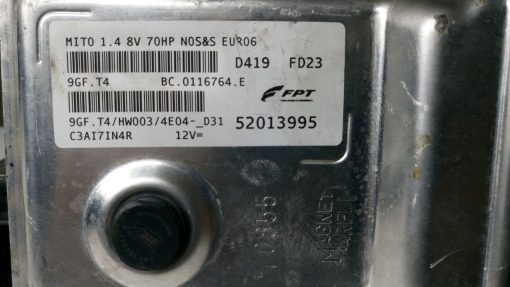 MITO 1.4 8V 70HP NOS&S EURO6
D419 FD23
9GF.T4 BC.0116764.E
FPT
9GF.T4/HW003/4E04-_D31 52013995
C3AI7IN4R 12V=
MAGNETI
MARELLI